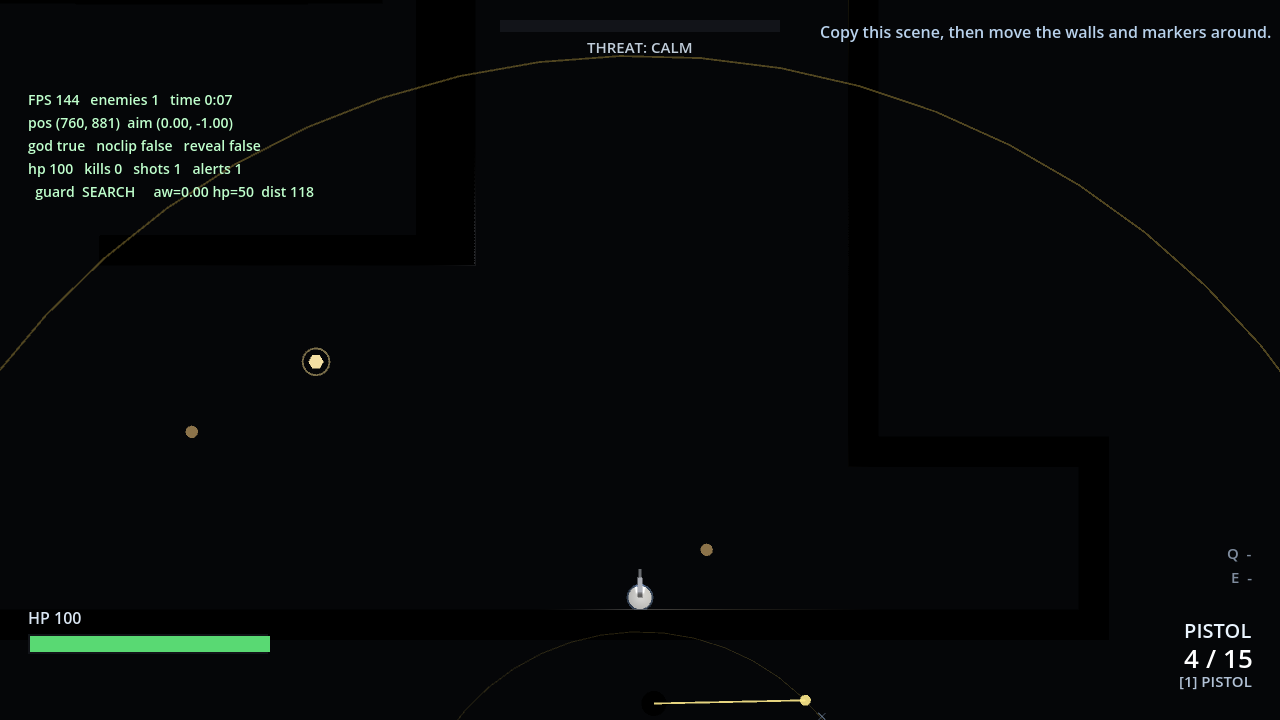 Copy this scene, then move the walls and markers around.
THREAT: CALM
FPS 144 enemies 1 time 0:07
pos (760, 881) aim (0.00, -1.00)
god true noclip false reveal false
hp 100 kills 0 shots 1 alerts 1
guard SEARCH aw=0.00 hp=50 dist 118
Q -
E -
HP 100
PISTOL
4 / 15
[1] PISTOL